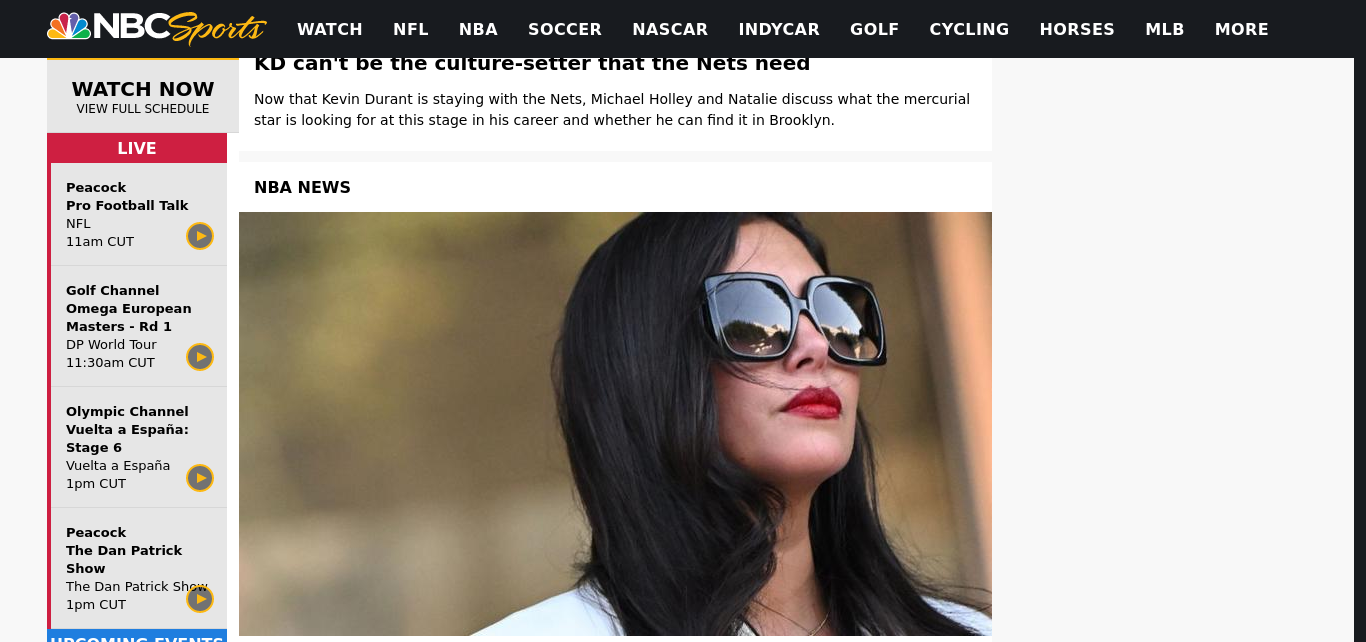 NBC Sports
WATCH
NFL
NBA
SOCCER
NASCAR
INDYCAR
GOLF
CYCLING
HORSES
MLB
MORE
WATCH NOW
VIEW FULL SCHEDULE
LIVE
Peacock
Pro Football Talk
NFL
11am CUT
Golf Channel
Omega European
Masters - Rd 1
DP World Tour
11:30am CUT
Olympic Channel
Vuelta a España:
Stage 6
Vuelta a España
1pm CUT
Peacock
The Dan Patrick
Show
The Dan Patrick Show
1pm CUT
UPCOMING EVENTS
KD can't be the culture-setter that the Nets need
Now that Kevin Durant is staying with the Nets, Michael Holley and Natalie discuss what the mercurial
star is looking for at this stage in his career and whether he can find it in Brooklyn.
NBA NEWS